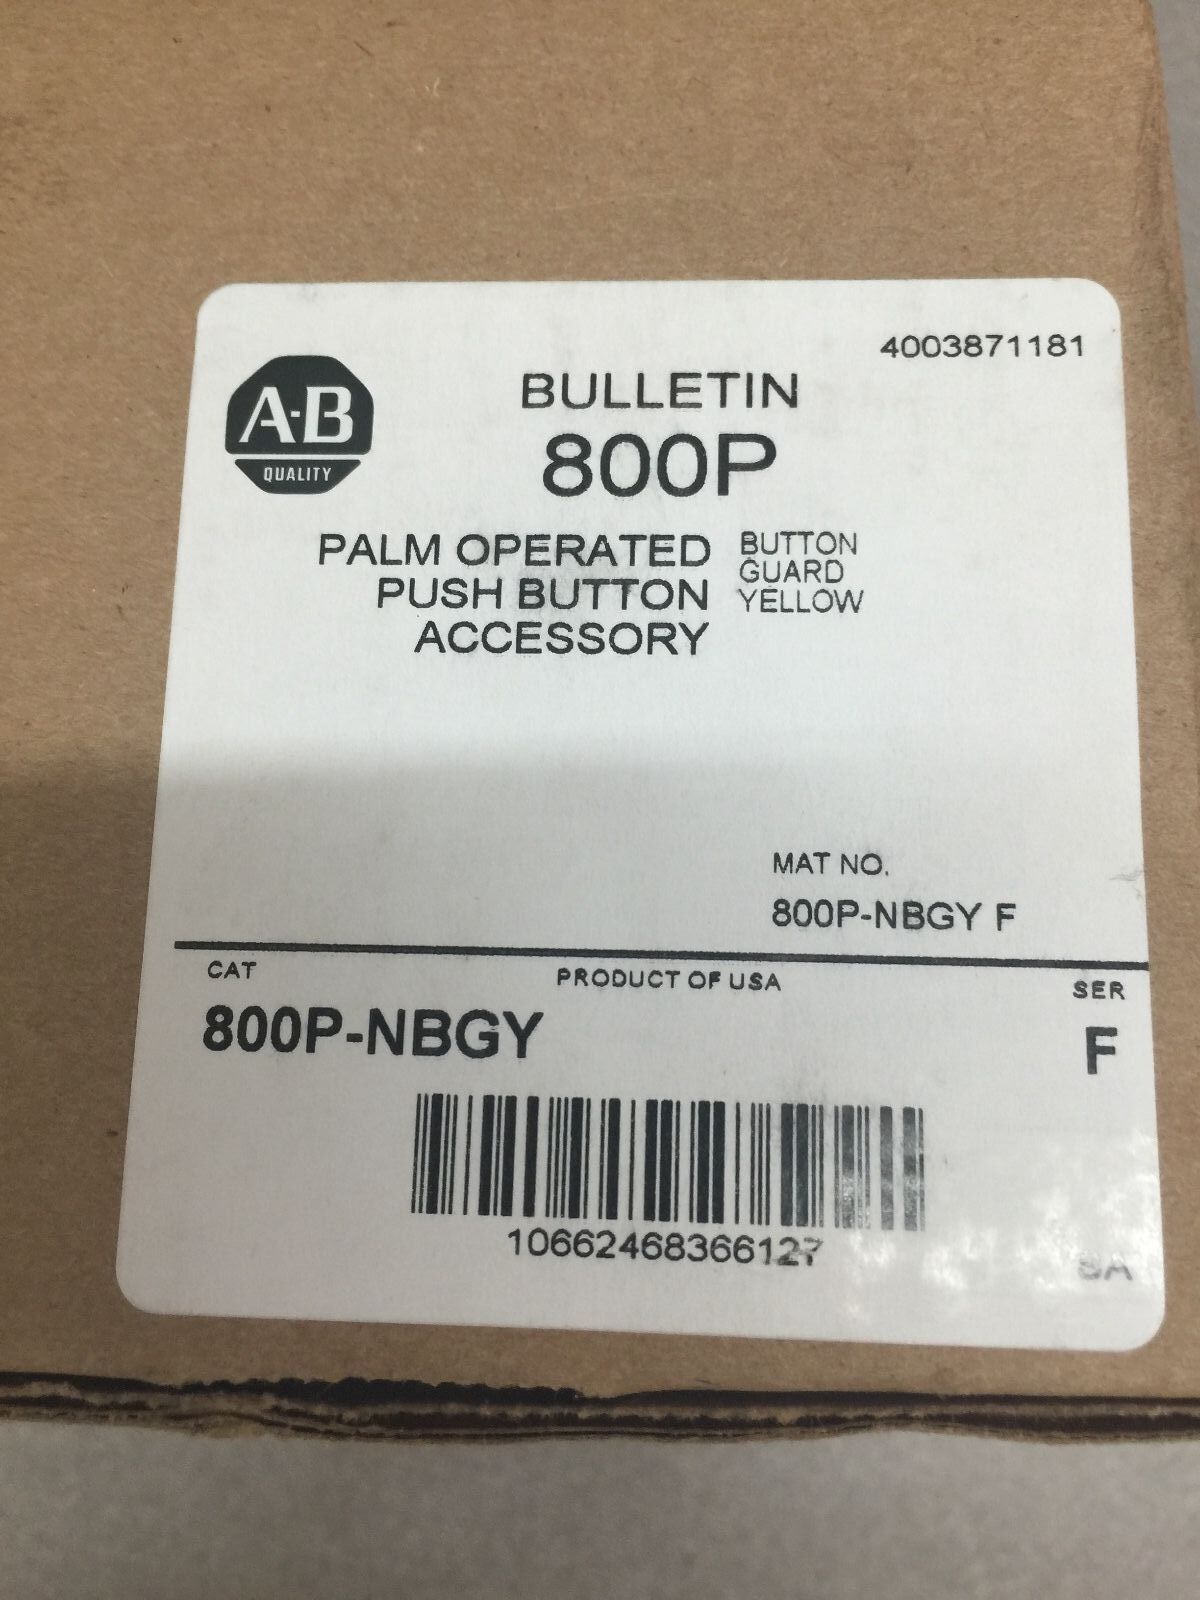 4003871181
A-B
QUALITY
BULLETIN
800P
PALM OPERATED
PUSH BUTTON
ACCESSORY
BUTTON
GUARD
YELLOW
MAT NO.
800P-NBGY F
CAT
PRODUCT OF USA
SER
800P-NBGY
F
10662468366127